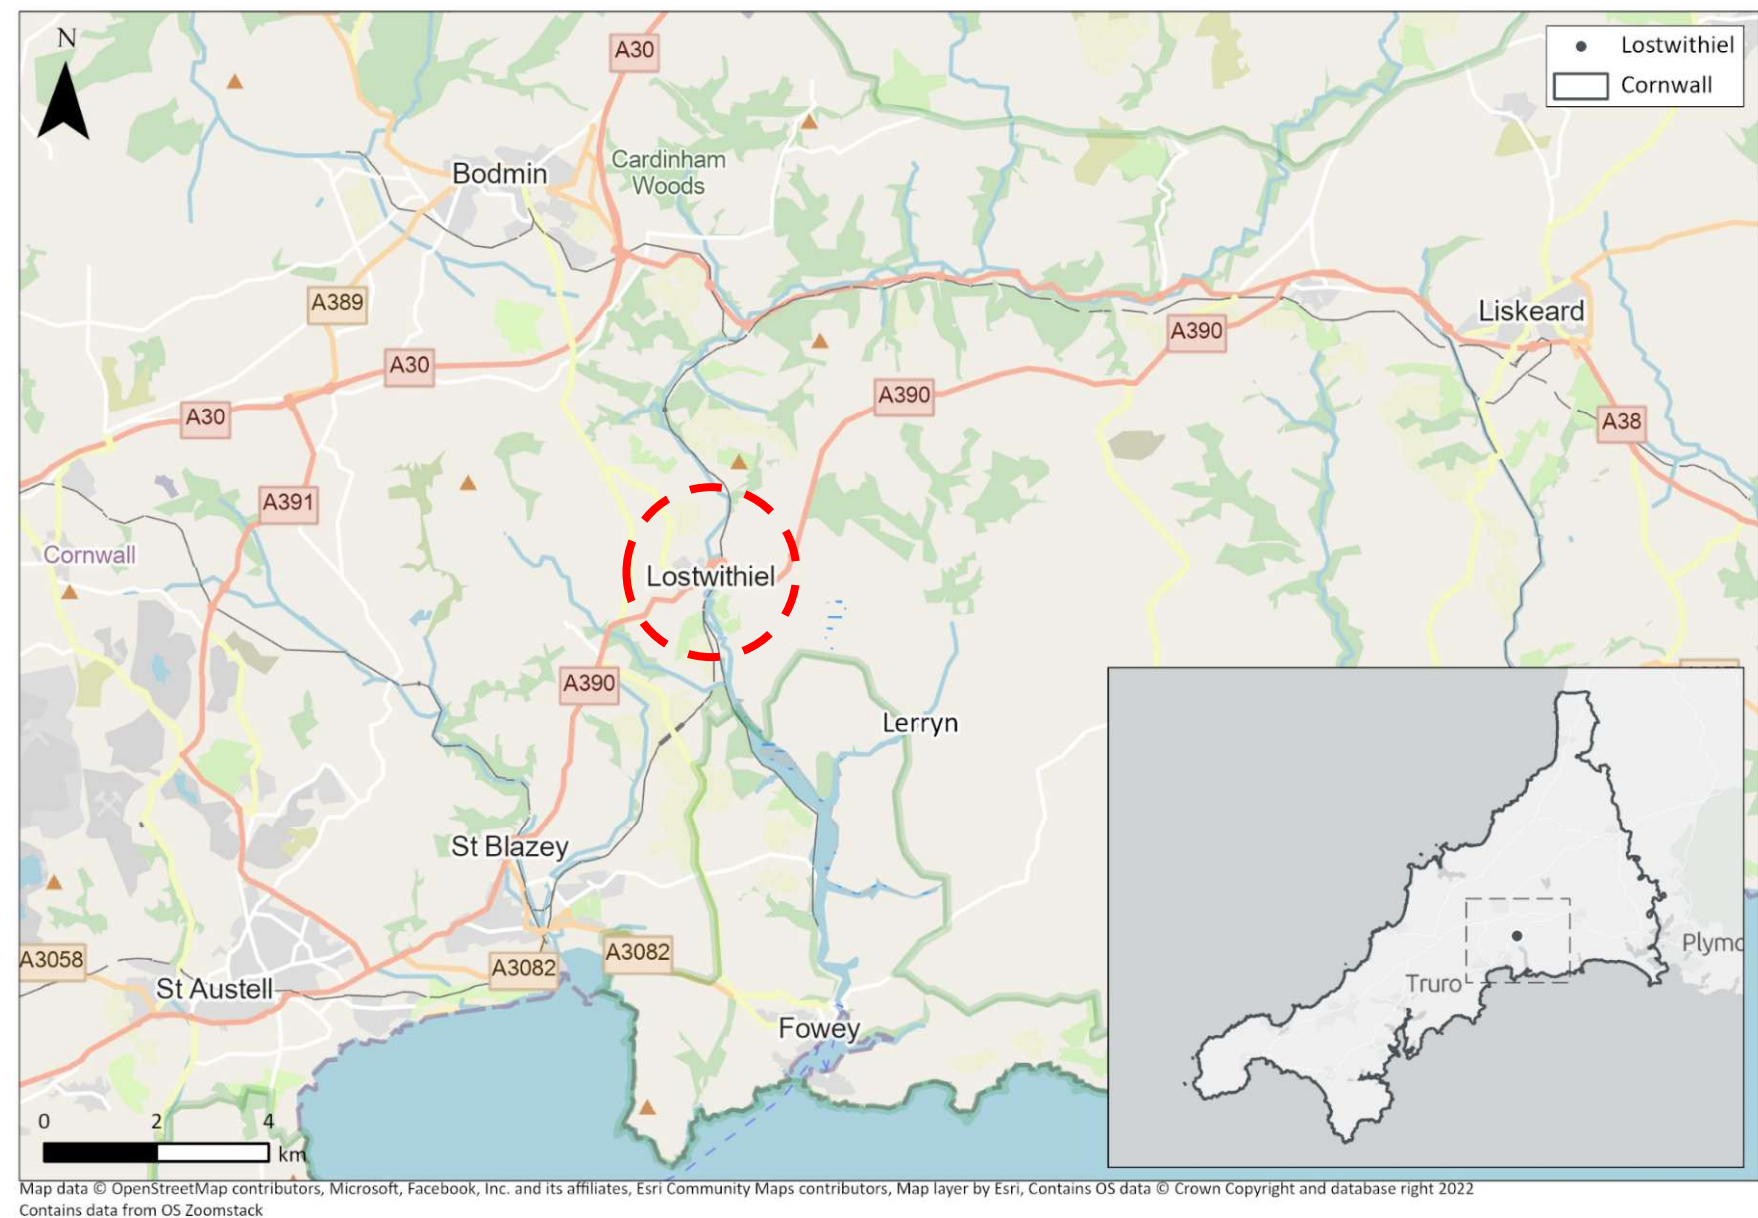 N
A30
Lostwithiel
Cornwall
Bodmin
Cardinham
Woods
A389
Liskeard
A390
A30
A390
A30
A38
A391
Cornwall
Lostwithiel
A390
Lerryn
St Blazey
A3058
A3082
A3082
St Austell
Fowey
Truro
Plymo
0 2 4
km
Map data © OpenStreetMap contributors, Microsoft, Facebook, Inc. and its affiliates, Esri Community Maps contributors, Map layer by Esri, Contains OS data © Crown Copyright and database right 2022
Contains data from OS Zoomstack